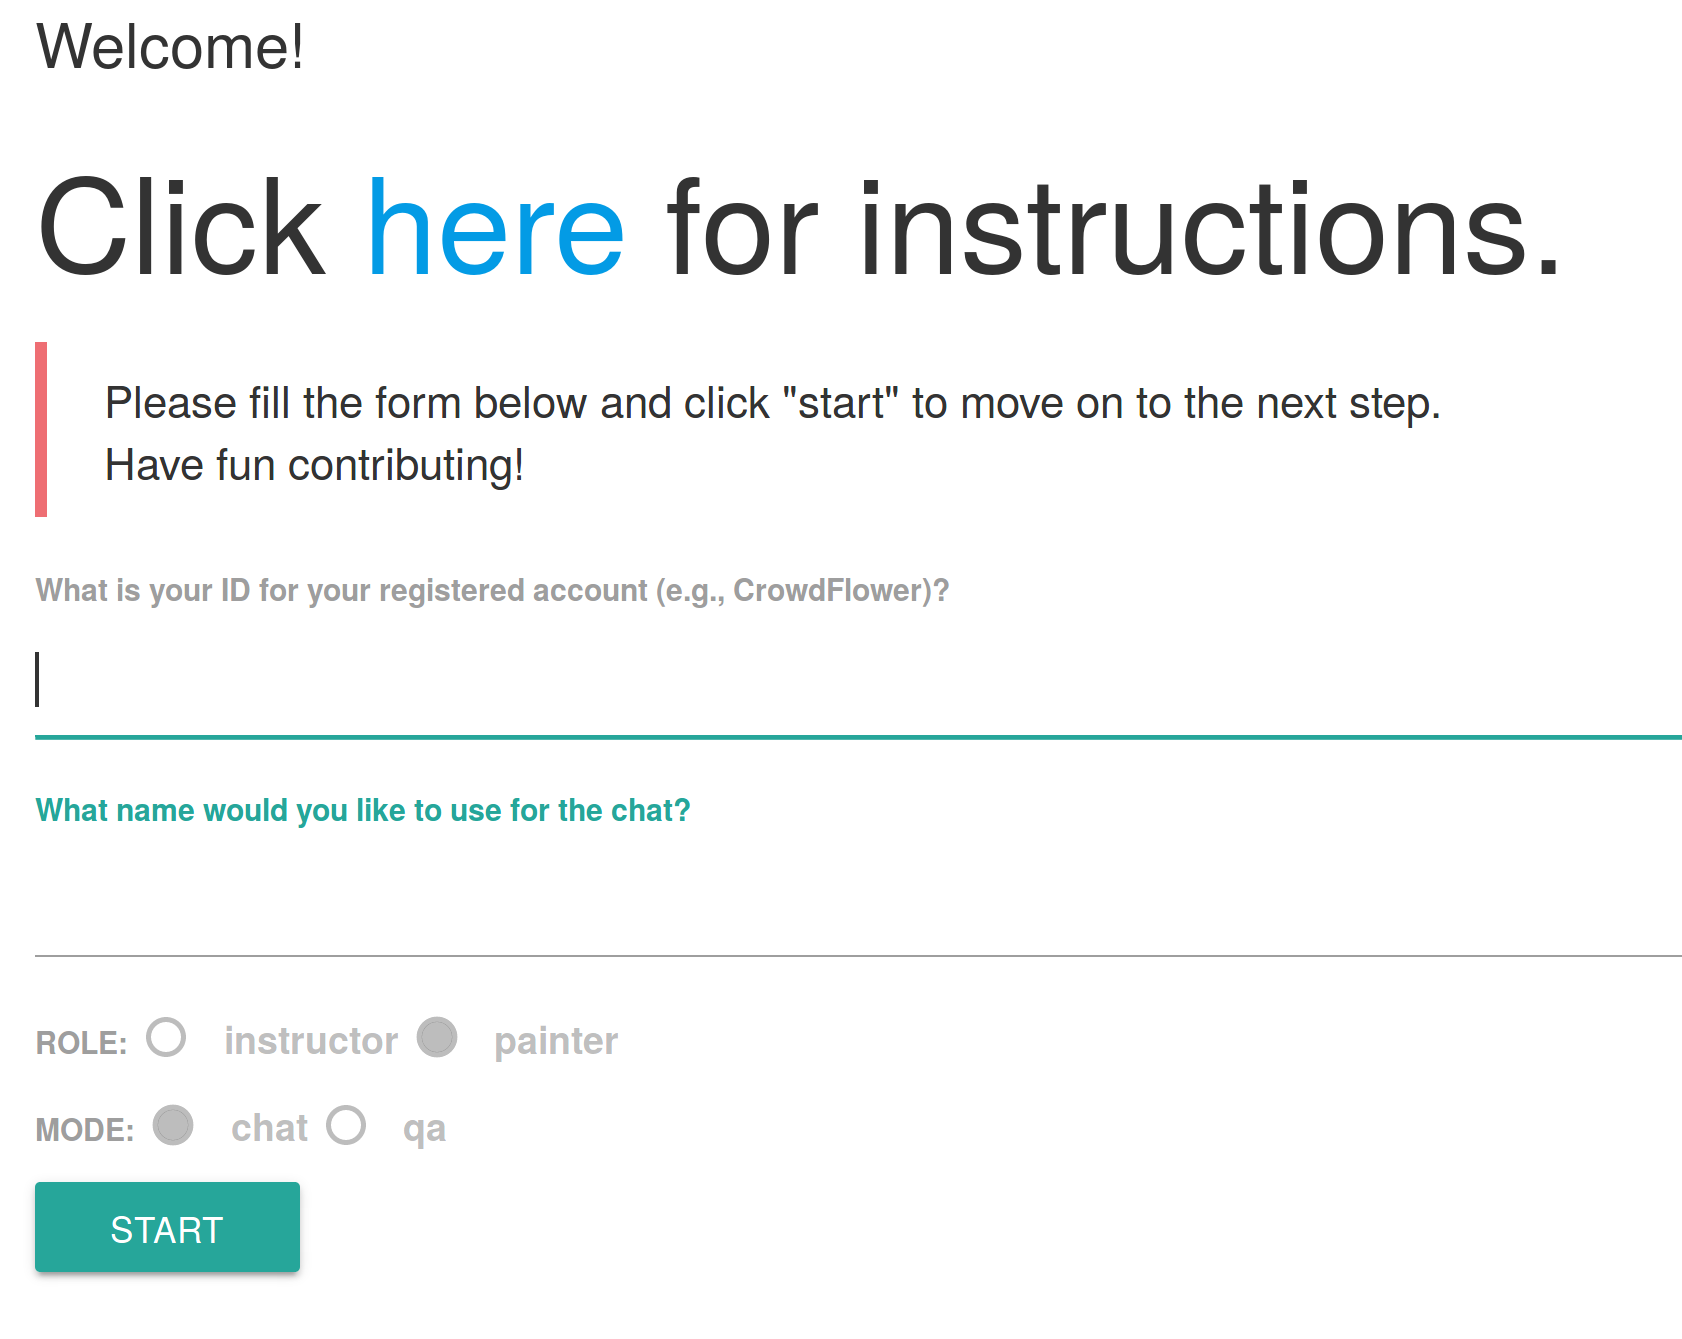 Welcome!
Click here for instructions.
Please fill the form below and click "start" to move on to the next step.
Have fun contributing!
What is your ID for your registered account (e.g., CrowdFlower)?
What name would you like to use for the chat?
ROLE: instructor painter
MODE: chat qa
START